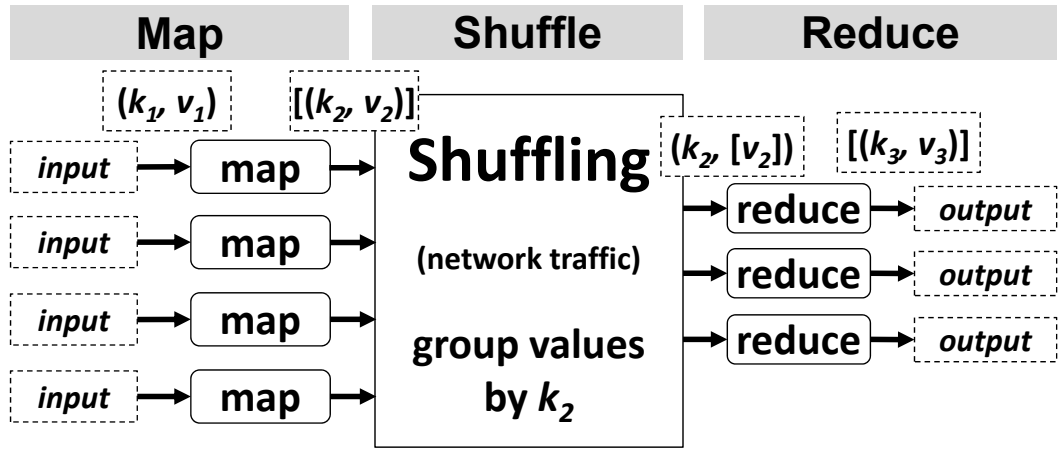 Map
Shuffle
Reduce
(k₁, v₁)
[(k₂, v₂)]
Shuffling
(network traffic)
group values
by k₂
(k₂, [v₂])
[(k₃, v₃)]
input
map
input
map
input
map
input
map
reduce
output
reduce
output
reduce
output